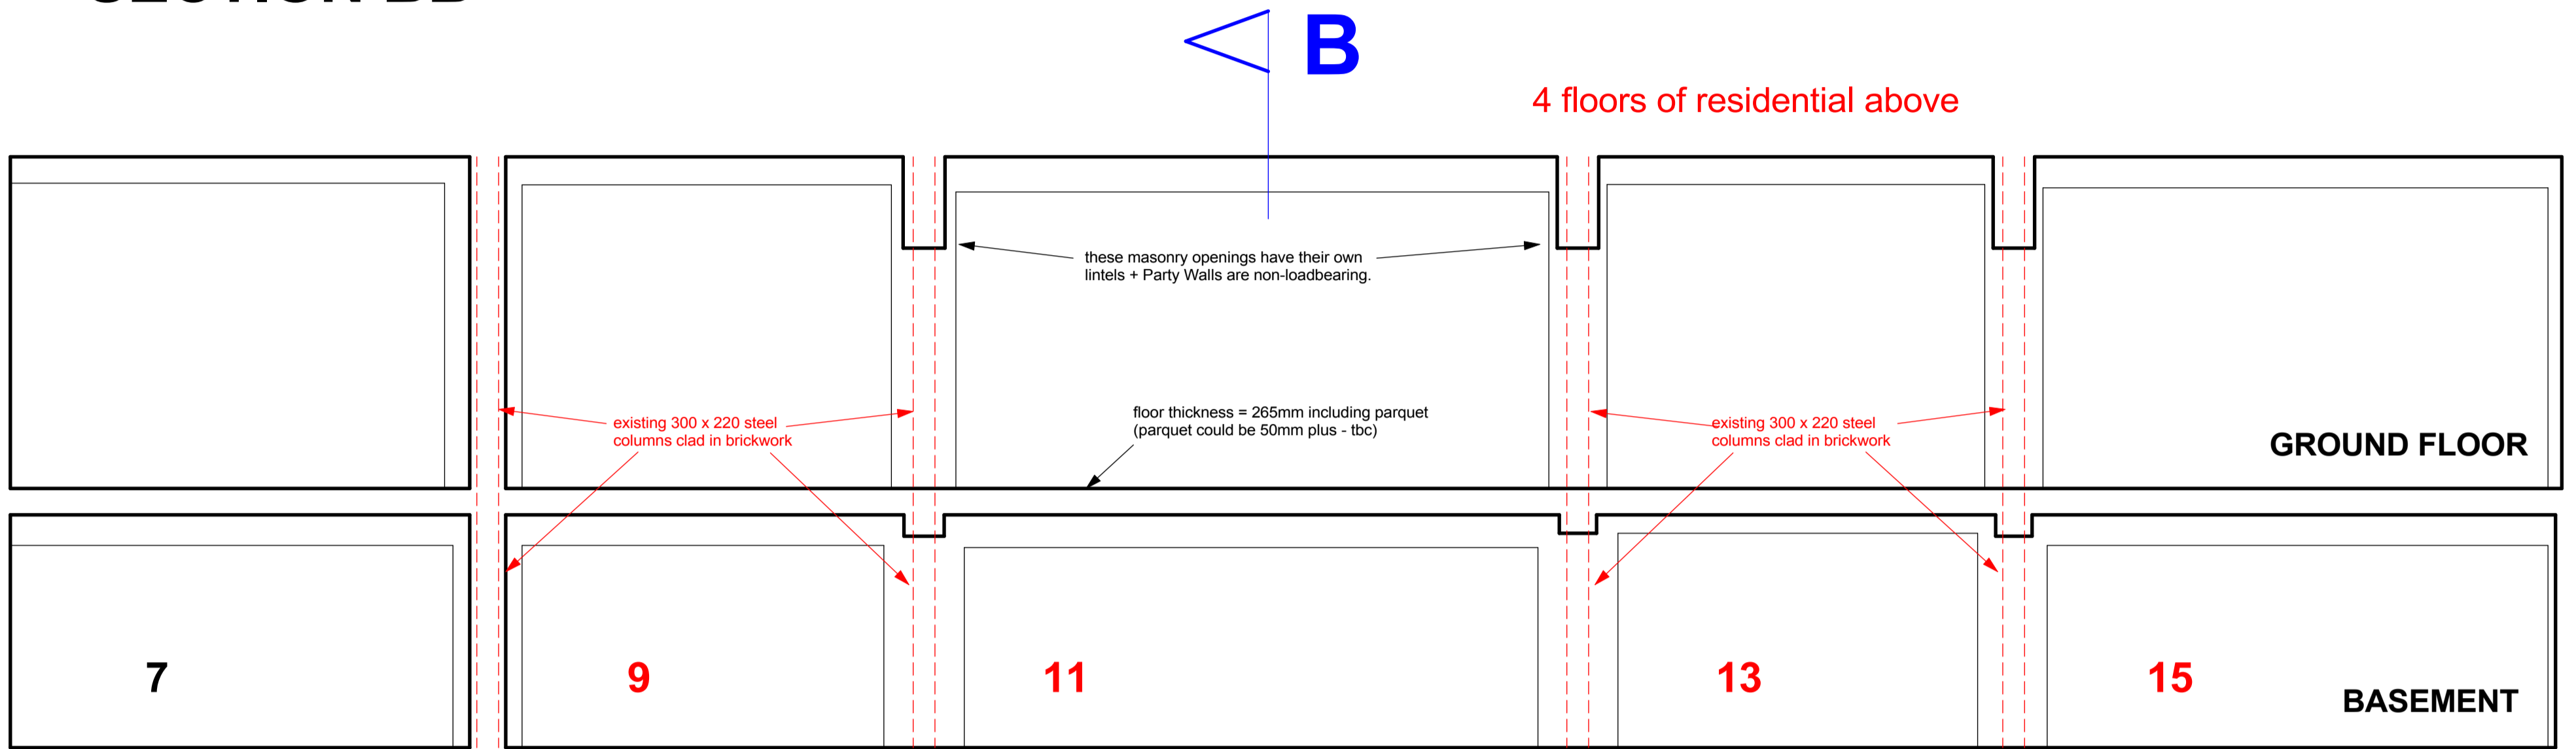 B
4 floors of residential above
these masonry openings have their own
lintels + Party Walls are non-loadbearing.
existing 300 x 220 steel
columns clad in brickwork
floor thickness = 265mm including parquet
(parquet could be 50mm plus - tbc)
existing 300 x 220 steel
columns clad in brickwork
GROUND FLOOR
7
9
11
13
15
BASEMENT